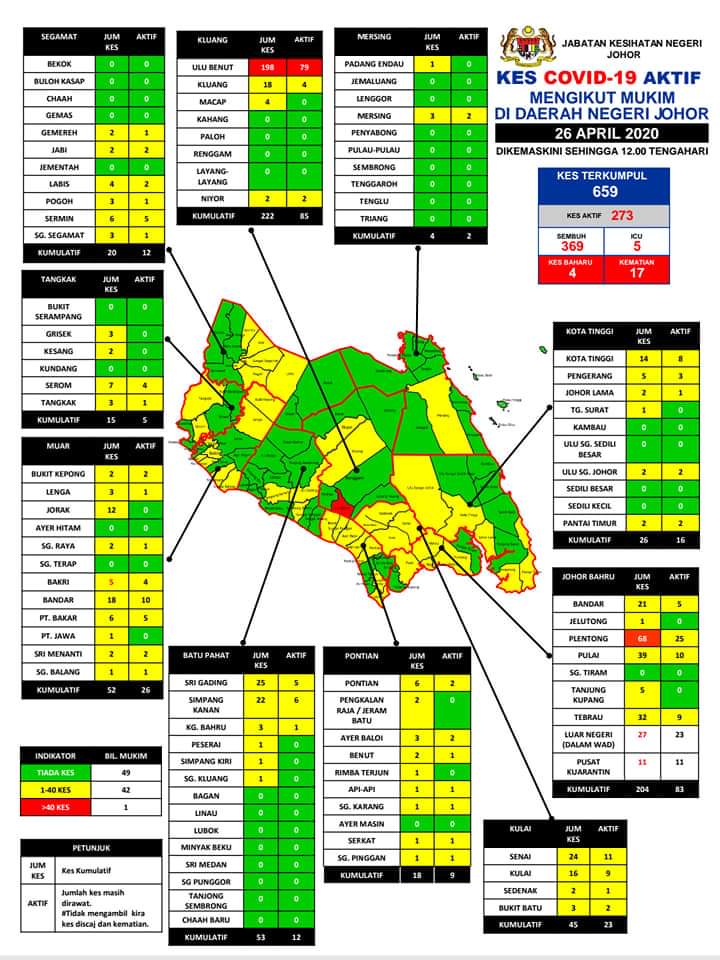 JABATAN KESIHATAN NEGERI
JOHOR
KES COVID-19 AKTIF
MENGIKUT MUKIM
DI DAERAH NEGERI JOHOR
26 APRIL 2020
DIKEMASKINI SEHINGGA 12.00 TENGAHARI
KES TERKUMPUL
659
KES AKTIF 273
SEMBUH ICU
369 5
KES BAHARU KEMATIAN
4 17
SEGAMAT JUM KES AKTIF
BEKOK 0 0
BULOH KASAP 0 0
CHAAH 0 0
GEMAS 0 0
GEMEREH 2 1
JABI 2 2
JEMENTAH 0 0
LABIS 4 2
POGOH 3 1
SERMIN 6 5
SG. SEGAMAT 3 1
KUMULATIF 20 12
KLUANG JUM KES AKTIF
ULU BENUT 198 79
KLUANG 18 4
MACAP 4 0
KAHANG 0 0
PALOH 0 0
RENGGAM 0 0
LAYANG-LAYANG 0 0
NIYOR 2 2
KUMULATIF 222 85
MERSING JUM KES AKTIF
PADANG ENDAU 1 0
JEMALUANG 0 0
LENGGOR 0 0
MERSING 3 2
PENYABONG 0 0
PULAU-PULAU 0 0
SEMBRONG 0 0
TENGGAROH 0 0
TENGLU 0 0
TRIANG 0 0
KUMULATIF 4 2
TANGKAK JUM KES AKTIF
BUKIT SERAMPANG 0 0
GRISEK 3 0
KESANG 2 0
KUNDANG 0 0
SEROM 7 4
TANGKAK 3 1
KUMULATIF 15 5
MUAR JUM KES AKTIF
BUKIT KEPONG 2 2
LENGA 3 1
JORAK 12 0
AYER HITAM 0 0
SG. RAYA 2 1
SG. TERAP 0 0
BAKRI 5 4
BANDAR 18 10
PT. BAKAR 6 5
PT. JAWA 1 0
SRI MENANTI 2 2
SG. BALANG 1 1
KUMULATIF 52 26
KOTA TINGGI JUM KES AKTIF
KOTA TINGGI 14 8
PENGERANG 5 3
JOHOR LAMA 2 1
TG. SURAT 1 0
KAMBAU 0 0
ULU SG. SEDILI BESAR 0 0
ULU SG. JOHOR 2 2
SEDILI BESAR 0 0
SEDILI KECIL 0 0
PANTAI TIMUR 2 2
KUMULATIF 26 16
JOHOR BAHRU JUM KES AKTIF
BANDAR 21 5
JELUTONG 1 0
PLENTONG 68 25
PULAI 39 10
SG. TIRAM 0 0
TANJUNG KUPANG 5 0
TEBRAU 32 9
LUAR NEGERI (DALAM WAD) 27 23
PUSAT KUARANTIN 11 11
KUMULATIF 204 83
BATU PAHAT JUM KES AKTIF
SRI GADING 25 5
SIMPANG KANAN 22 6
KG. BAHRU 3 1
PESERAI 1 0
SIMPANG KIRI 1 0
SG. KLUANG 1 0
BAGAN 0 0
LINAU 0 0
LUBOK 0 0
MINYAK BEKU 0 0
SRI MEDAN 0 0
SG PUNGGOR 0 0
TANJONG SEMBRONG 0 0
CHAAH BARU 0 0
KUMULATIF 53 12
PONTIAN JUM KES AKTIF
PONTIAN 6 2
PENGKALAN RAJA / JERAM BATU 2 0
AYER BALOI 3 2
BENUT 2 1
RIMBA TERJUN 1 0
API-API 1 1
SG. KARANG 1 1
AYER MASIN 0 0
SERKAT 1 1
SG. PINGGAN 1 1
KUMULATIF 18 9
KULAI JUM KES AKTIF
SENAI 24 11
KULAI 16 9
SEDENAK 2 1
BUKIT BATU 3 2
KUMULATIF 45 23
INDIKATOR BIL. MUKIM
TIADA KES 49
1-40 KES 42
>40 KES 1
PETUNJUK
JUM KES Kes Kumulatif
AKTIF Jumlah kes masih dirawat.
#Tidak mengambil kira kes discaj dan kematian.